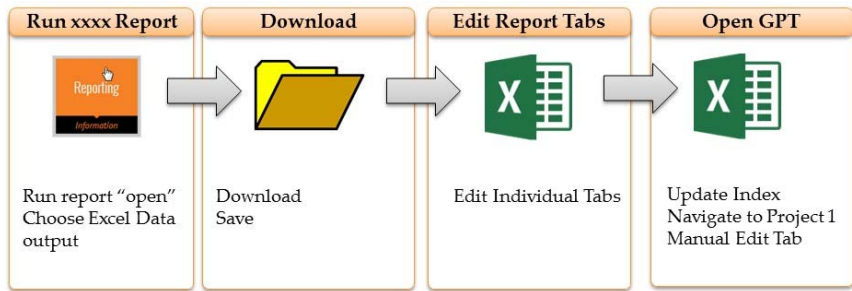 Run xxxx Report
Download
Edit Report Tabs
Open GPT
Reporting
Information
X
X
Run report “open”
Choose Excel Data
output
Download
Save
Edit Individual Tabs
Update Index
Navigate to Project 1
Manual Edit Tab